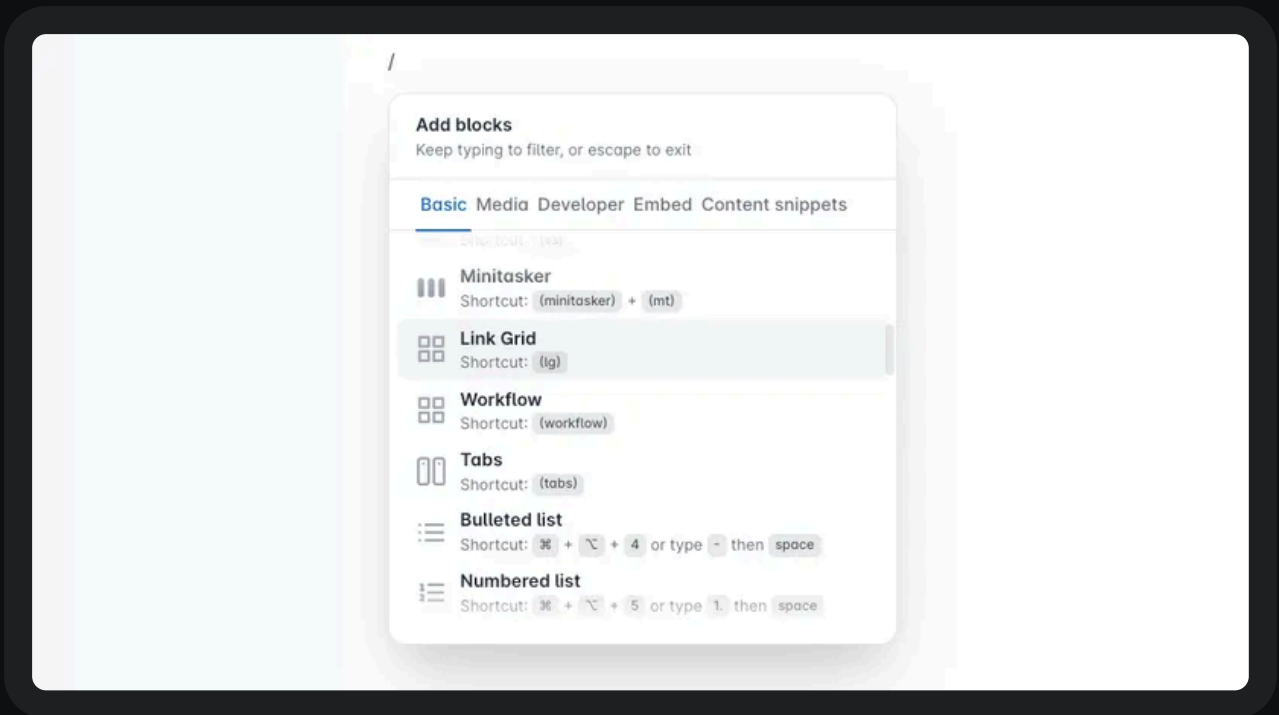 /
Add blocks
Keep typing to filter, or escape to exit
Basic Media Developer Embed Content snippets
Shortcut:
Minitasker
Shortcut: (minitasker) + (mt)
Link Grid
Shortcut: (lg)
Workflow
Shortcut: (workflow)
Tabs
Shortcut: (tabs)
Bulleted list
Shortcut: ⌘ + ⌥ + 4 or type - then space
Numbered list
Shortcut: ⌘ + ⌥ + 5 or type 1. then space